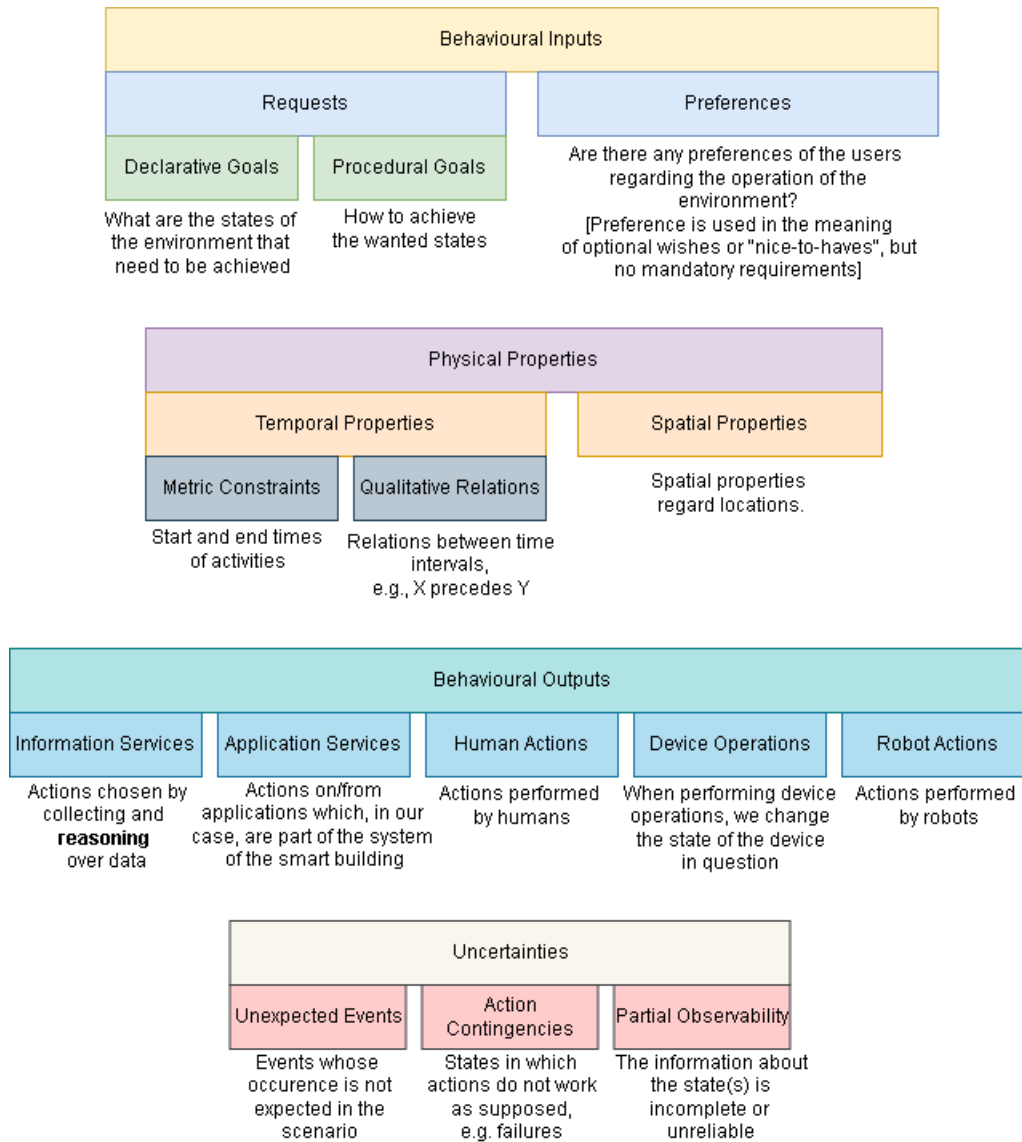 Behavioural Inputs
Requests
Preferences
Declarative Goals
Procedural Goals
What are the states of
the environment that
need to be achieved
How to achieve
the wanted states
Are there any preferences of the users
regarding the operation of the
environment?
[Preference is used in the meaning
of optional wishes or "nice-to-haves", but
no mandatory requirements]
Physical Properties
Temporal Properties
Spatial Properties
Metric Constraints
Qualitative Relations
Start and end times
of activities
Relations between time
intervals,
e.g., X precedes Y
Spatial properties
regard locations.
Behavioural Outputs
Information Services
Application Services
Human Actions
Device Operations
Robot Actions
Actions chosen by
collecting and
reasoning
over data
Actions on/from
applications which, in our
case, are part of the system
of the smart building
Actions performed
by humans
When performing device
operations, we change
the state of the device
in question
Actions performed
by robots
Uncertainties
Unexpected Events
Action
Contingencies
Partial Observability
Events whose
occurence is not
expected in the
scenario
States in which
actions do not work
as supposed,
e.g. failures
The information about
the state(s) is
incomplete or
unreliable